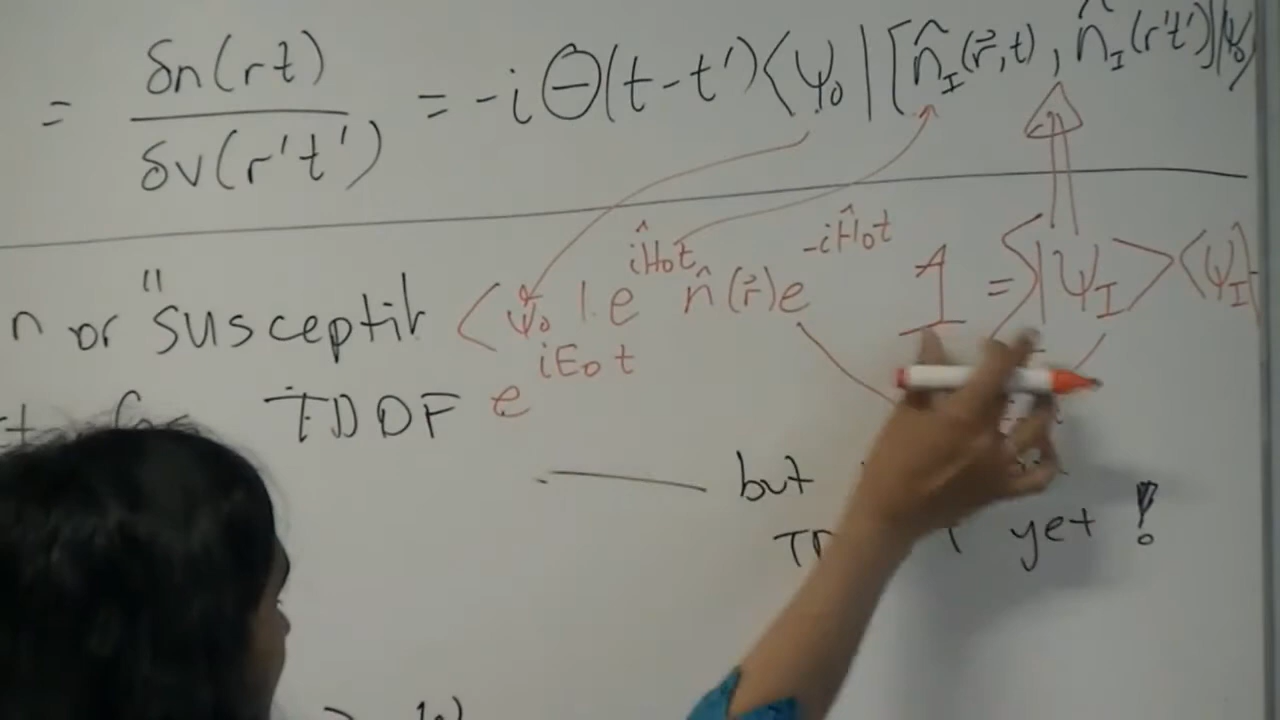 = δn(rt) / δv(r't') = -i Θ(t-t')⟨ψ₀|[n̂_I(r⃗,t), n̂_I(r't')]|ψ₀⟩
n or "susceptib
⟨ψ₀| e^{iĤ₀t} n̂(r⃗) e^{-iĤ₀t} 1 = Σ|ψ_I⟩⟨ψ_I|
e^{iE₀t}
TDDF
but
yet !